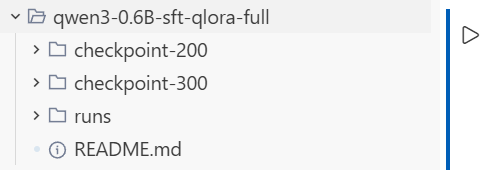 qwen3-0.6B-sft-qlora-full
checkpoint-200
checkpoint-300
runs
README.md